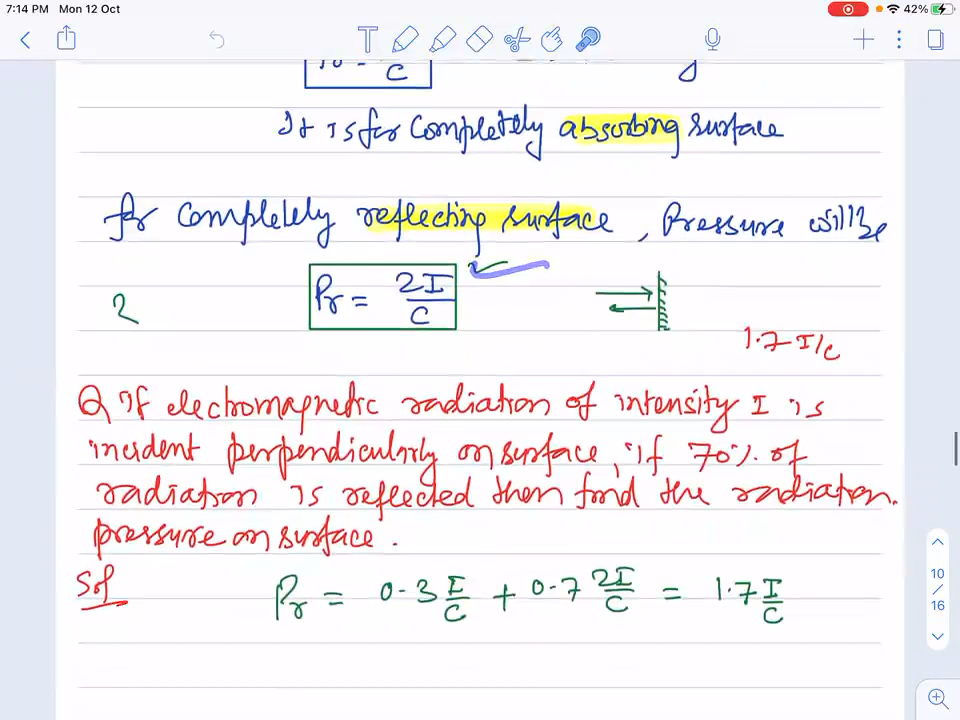 7:14 PM Mon 12 Oct
42%
C
It is for completely absorbing surface
for completely reflecting surface, Pressure will be
Pr = 2I/C
2
1.7 I/c
Q If electromagnetic radiation of intensity I is
incident perpendicularly on surface, if 70% of
radiation is reflected then find the radiation
pressure on surface.
Sol
Pr = 0.3 I/C + 0.7 2I/C = 1.7 I/C
10
/
16